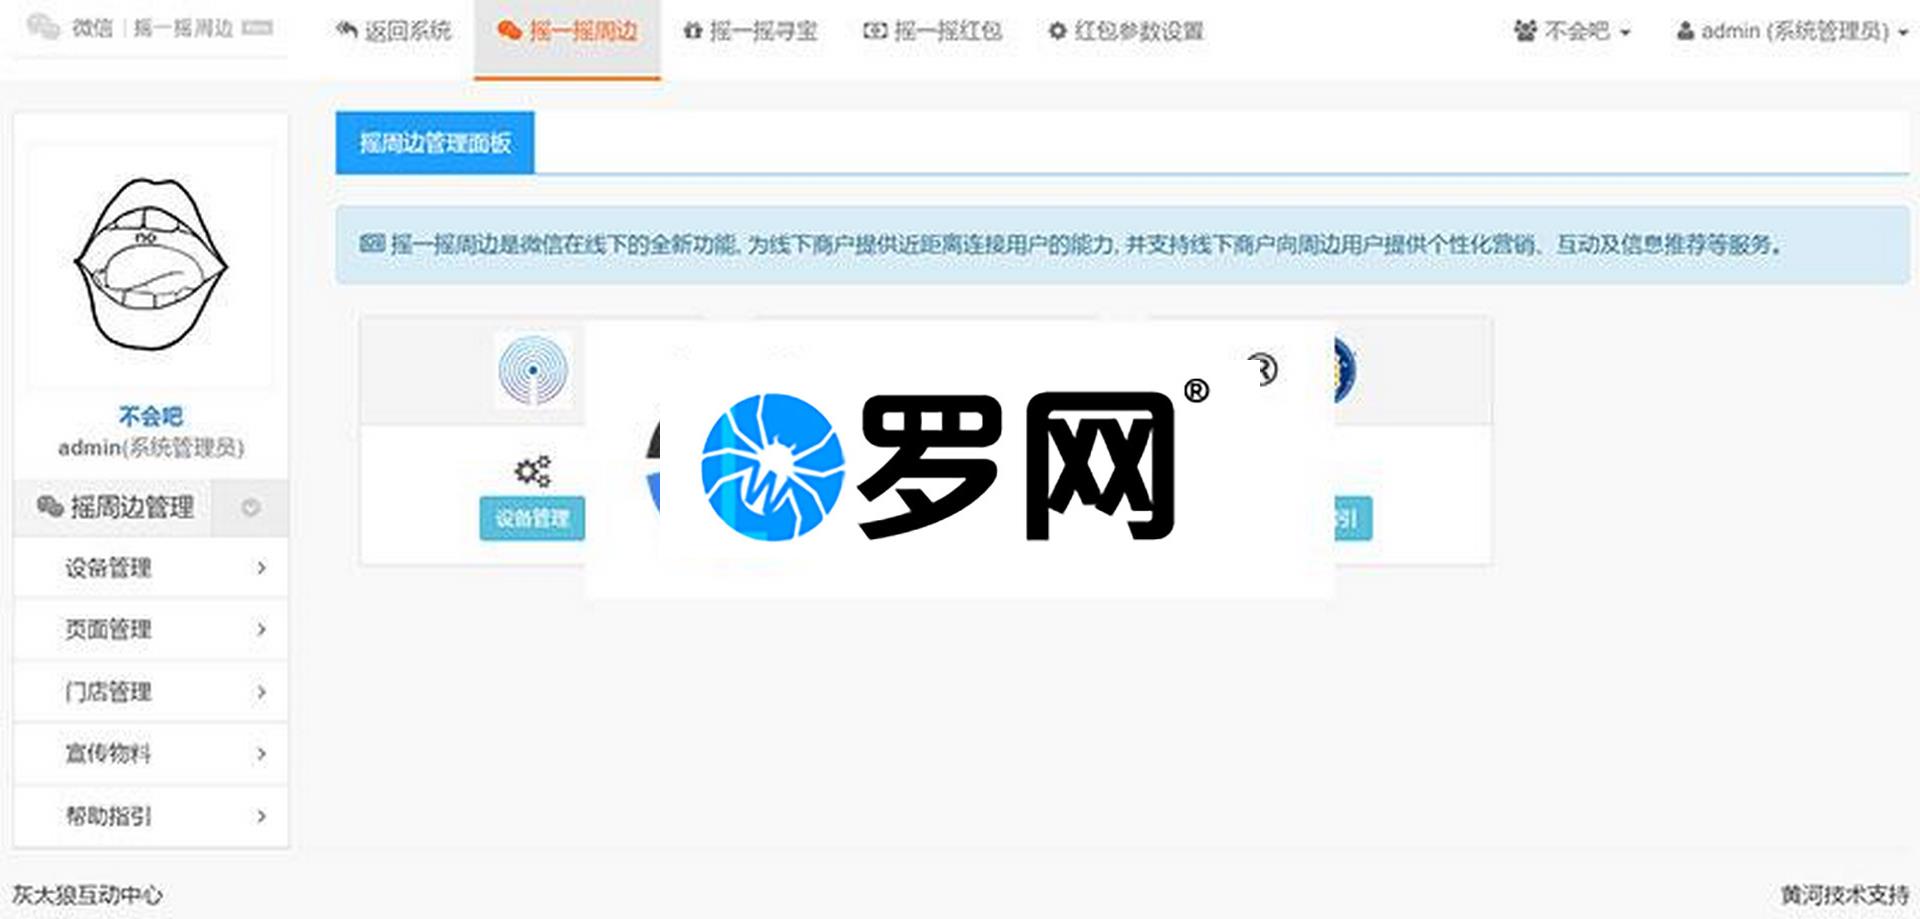 微信 | 摇一摇周边
返回系统
摇一摇周边
摇一摇寻宝
摇一摇红包
红包参数设置
不会吧
admin (系统管理员)
no
不会吧
admin(系统管理员)
摇周边管理
设备管理
页面管理
门店管理
宣传物料
帮助指引
摇周边管理面板
摇一摇周边是微信在线下的全新功能, 为线下商户提供近距离连接用户的能力, 并支持线下商户向周边用户提供个性化营销、互动及信息推荐等服务。
罗网®
®
设备管理
引
灰太狼互动中心
黄河技术支持